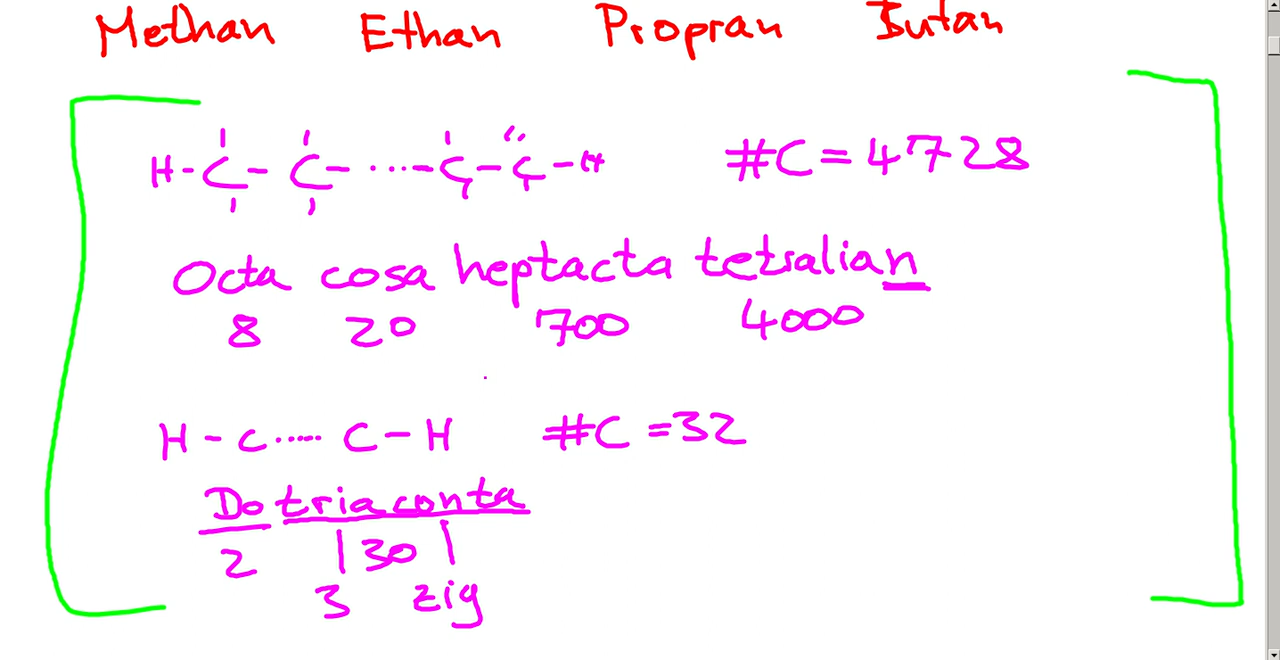 Methan Ethan Propran Butan
H-C-C-····-C-C-H #C=4728
Octa cosa heptacta tetralian
8 20 700 4000
H-C·····C-H #C=32
Do triaconta
2 30
3 zig